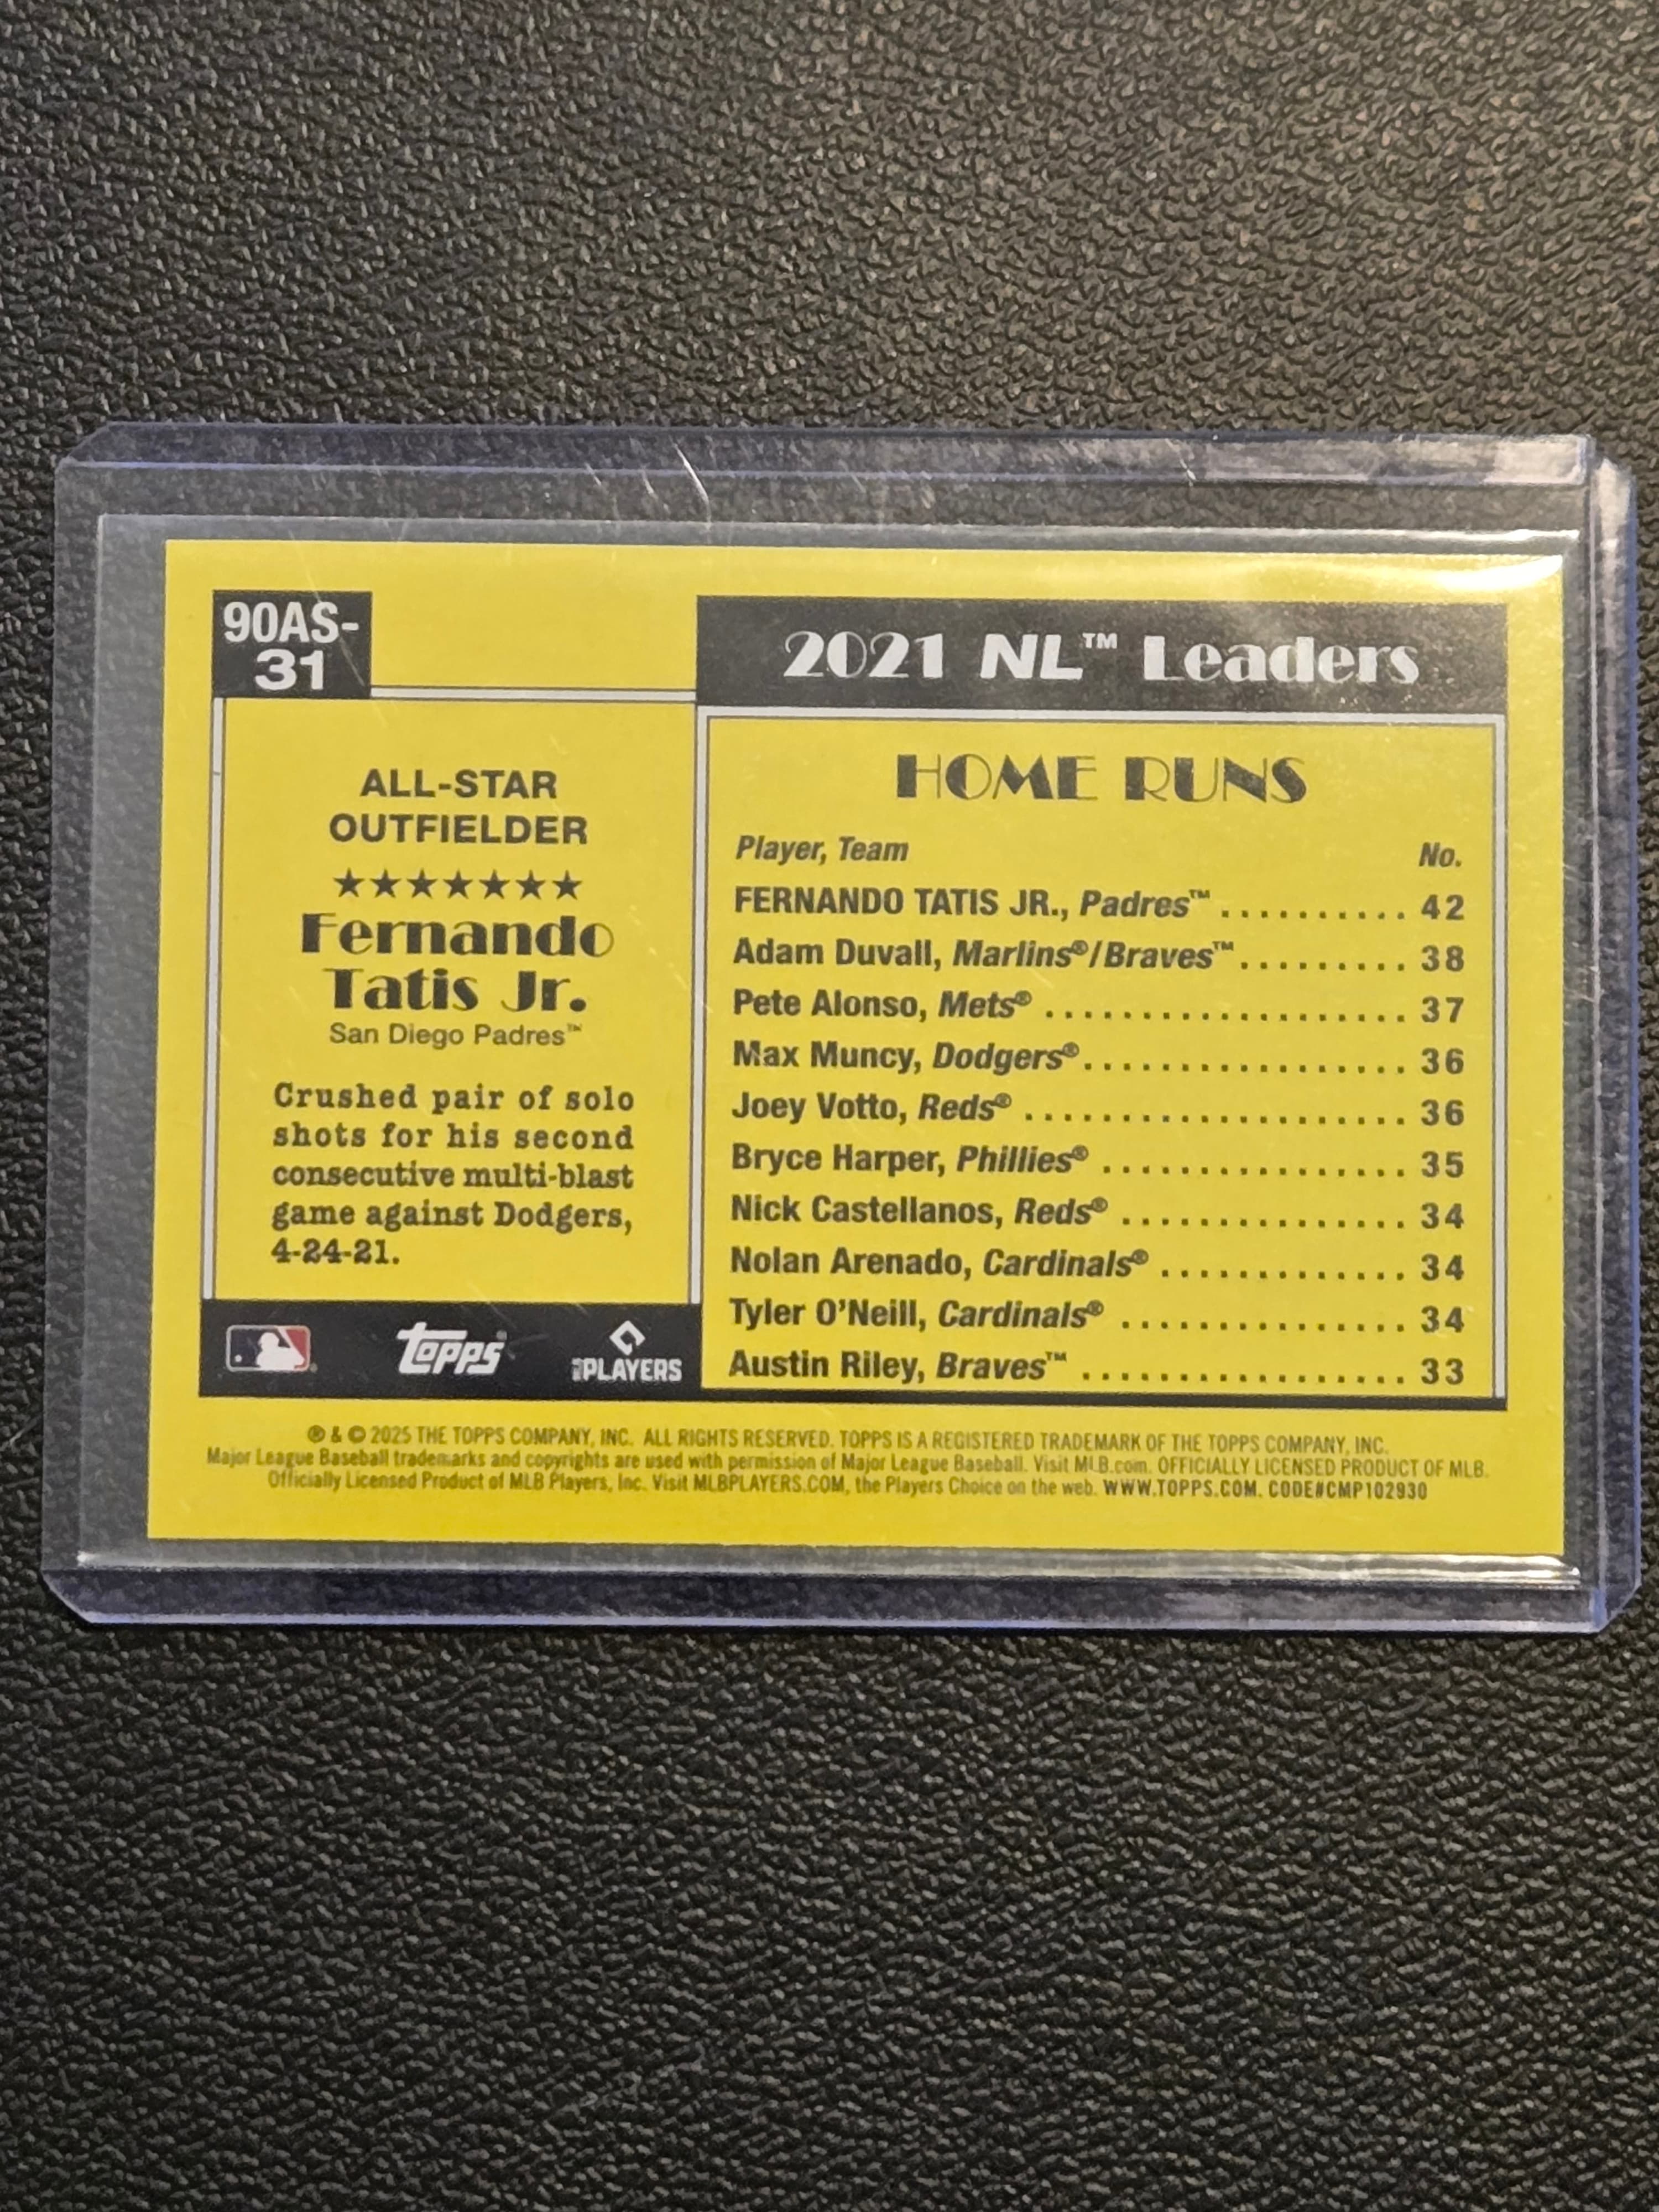 90AS-
31
ALL-STAR
OUTFIELDER
★★★★★★★
Fernando
Tatis Jr.
San Diego Padres™
Crushed pair of solo
shots for his second
consecutive multi-blast
game against Dodgers,
4-24-21.
Topps®
PLAYERS
2021 NL™ Leaders
HOME RUNS
Player, Team No.
FERNANDO TATIS JR., Padres™ .......... 42
Adam Duvall, Marlins®/Braves™ ......... 38
Pete Alonso, Mets® ................... 37
Max Muncy, Dodgers® ................. 36
Joey Votto, Reds® .................... 36
Bryce Harper, Phillies® ................ 35
Nick Castellanos, Reds® ............... 34
Nolan Arenado, Cardinals® ............. 34
Tyler O'Neill, Cardinals® ............... 34
Austin Riley, Braves™ ................. 33
® & © 2025 THE TOPPS COMPANY, INC. ALL RIGHTS RESERVED. TOPPS IS A REGISTERED TRADEMARK OF THE TOPPS COMPANY, INC.
Major League Baseball trademarks and copyrights are used with permission of Major League Baseball. Visit MLB.com. OFFICIALLY LICENSED PRODUCT OF MLB.
Officially Licensed Product of MLB Players, Inc. Visit MLBPLAYERS.COM, the Players Choice on the web. WWW.TOPPS.COM. CODE#CMP102930